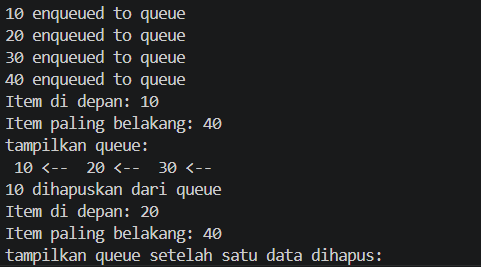 10 enqueued to queue
20 enqueued to queue
30 enqueued to queue
40 enqueued to queue
Item di depan: 10
Item paling belakang: 40
tampilkan queue:
 10 <--  20 <--  30 <--
10 dihapuskan dari queue
Item di depan: 20
Item paling belakang: 40
tampilkan queue setelah satu data dihapus: